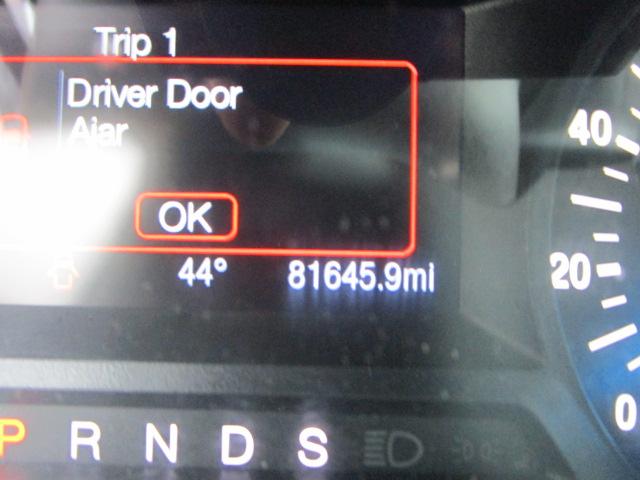 Trip 1
Driver Door
Ajar
OK
44° 81645.9mi
40
20
0
P R N D S